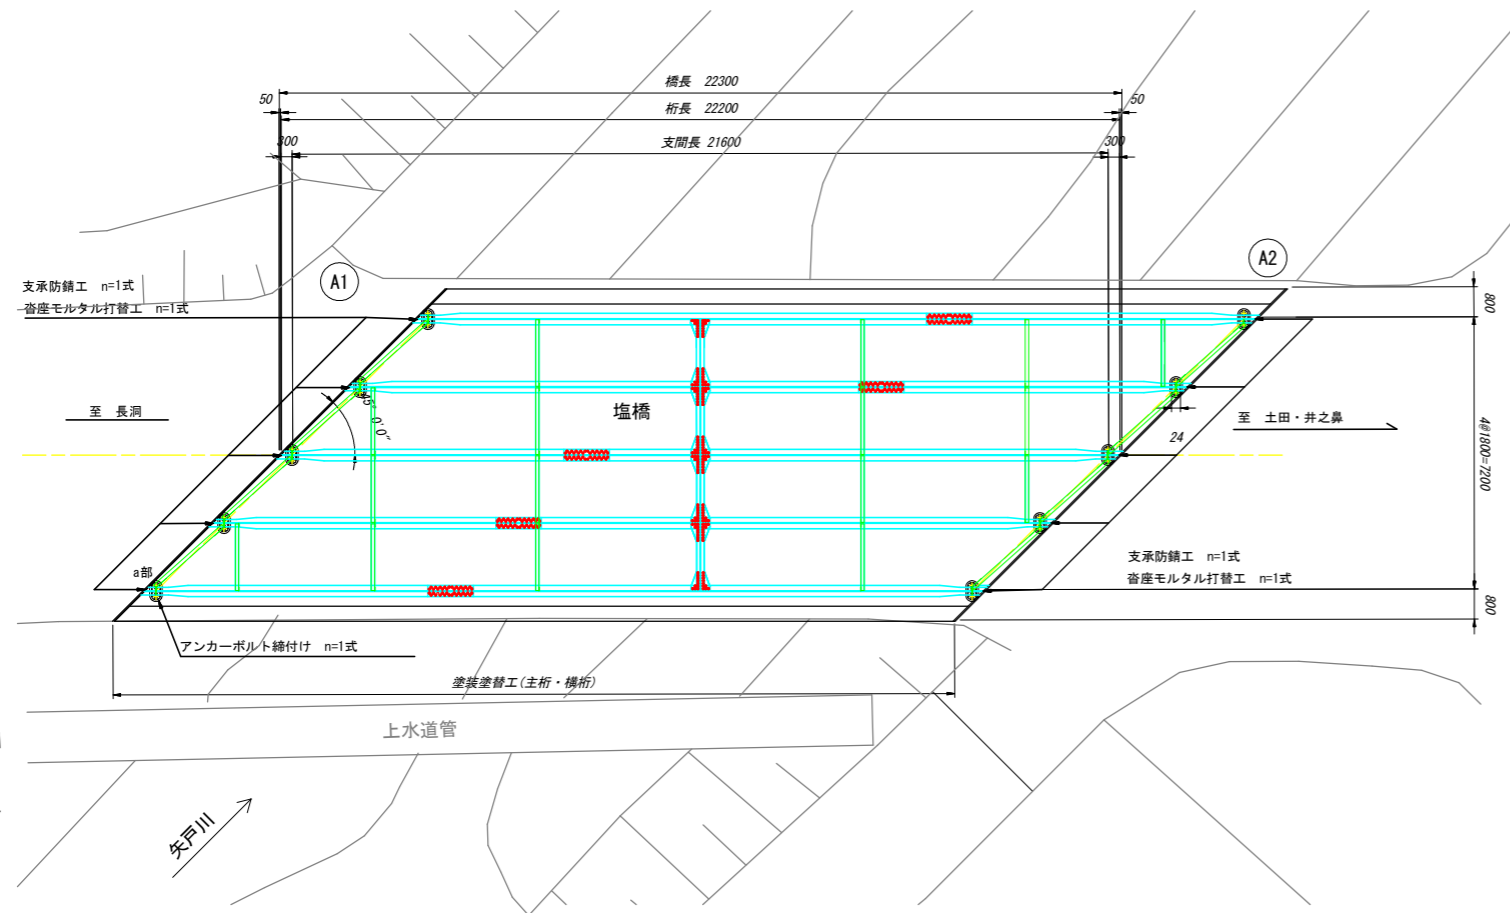 橋長 22300
50
50
桁長 22200
300
支間長 21600
300
A1
A2
支承防錆工 n=1式
沓座モルタル打替工 n=1式
800
至 長洞
45° 0'0"
塩橋
至 土田・井之鼻
24
4@1800=7200
a部
支承防錆工 n=1式
沓座モルタル打替工 n=1式
800
アンカーボルト締付け n=1式
塗装塗替工(主桁・横桁)
上水道管
矢戸川